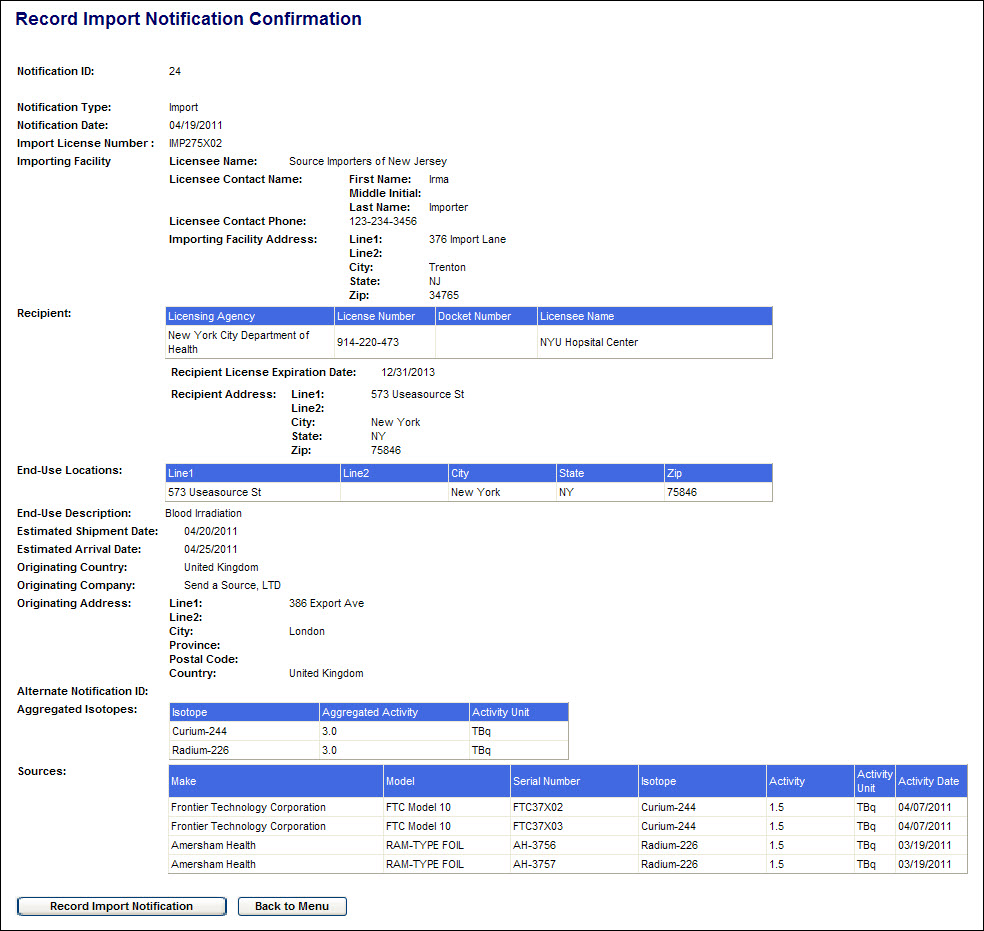 Record Import Notification Confirmation
Notification ID: 24
Notification Type: Import
Notification Date: 04/19/2011
Import License Number : IMP275X02
Importing Facility Licensee Name: Source Importers of New Jersey
Licensee Contact Name: First Name: Irma
Middle Initial:
Last Name: Importer
Licensee Contact Phone: 123-234-3456
Importing Facility Address: Line1: 376 Import Lane
Line2:
City: Trenton
State: NJ
Zip: 34765
Recipient: Licensing Agency License Number Docket Number Licensee Name
New York City Department of
Health 914-220-473 NYU Hopsital Center
Recipient License Expiration Date: 12/31/2013
Recipient Address: Line1: 573 Useasource St
Line2:
City: New York
State: NY
Zip: 75846
End-Use Locations: Line1 Line2 City State Zip
573 Useasource St New York NY 75846
End-Use Description: Blood Irradiation
Estimated Shipment Date: 04/20/2011
Estimated Arrival Date: 04/25/2011
Originating Country: United Kingdom
Originating Company: Send a Source, LTD
Originating Address: Line1: 386 Export Ave
Line2:
City: London
Province:
Postal Code:
Country: United Kingdom
Alternate Notification ID:
Aggregated Isotopes: Isotope Aggregated Activity Activity Unit
Curium-244 3.0 TBq
Radium-226 3.0 TBq
Sources: Make Model Serial Number Isotope Activity Activity Unit Activity Date
Frontier Technology Corporation FTC Model 10 FTC37X02 Curium-244 1.5 TBq 04/07/2011
Frontier Technology Corporation FTC Model 10 FTC37X03 Curium-244 1.5 TBq 04/07/2011
Amersham Health RAM-TYPE FOIL AH-3756 Radium-226 1.5 TBq 03/19/2011
Amersham Health RAM-TYPE FOIL AH-3757 Radium-226 1.5 TBq 03/19/2011
Record Import Notification Back to Menu